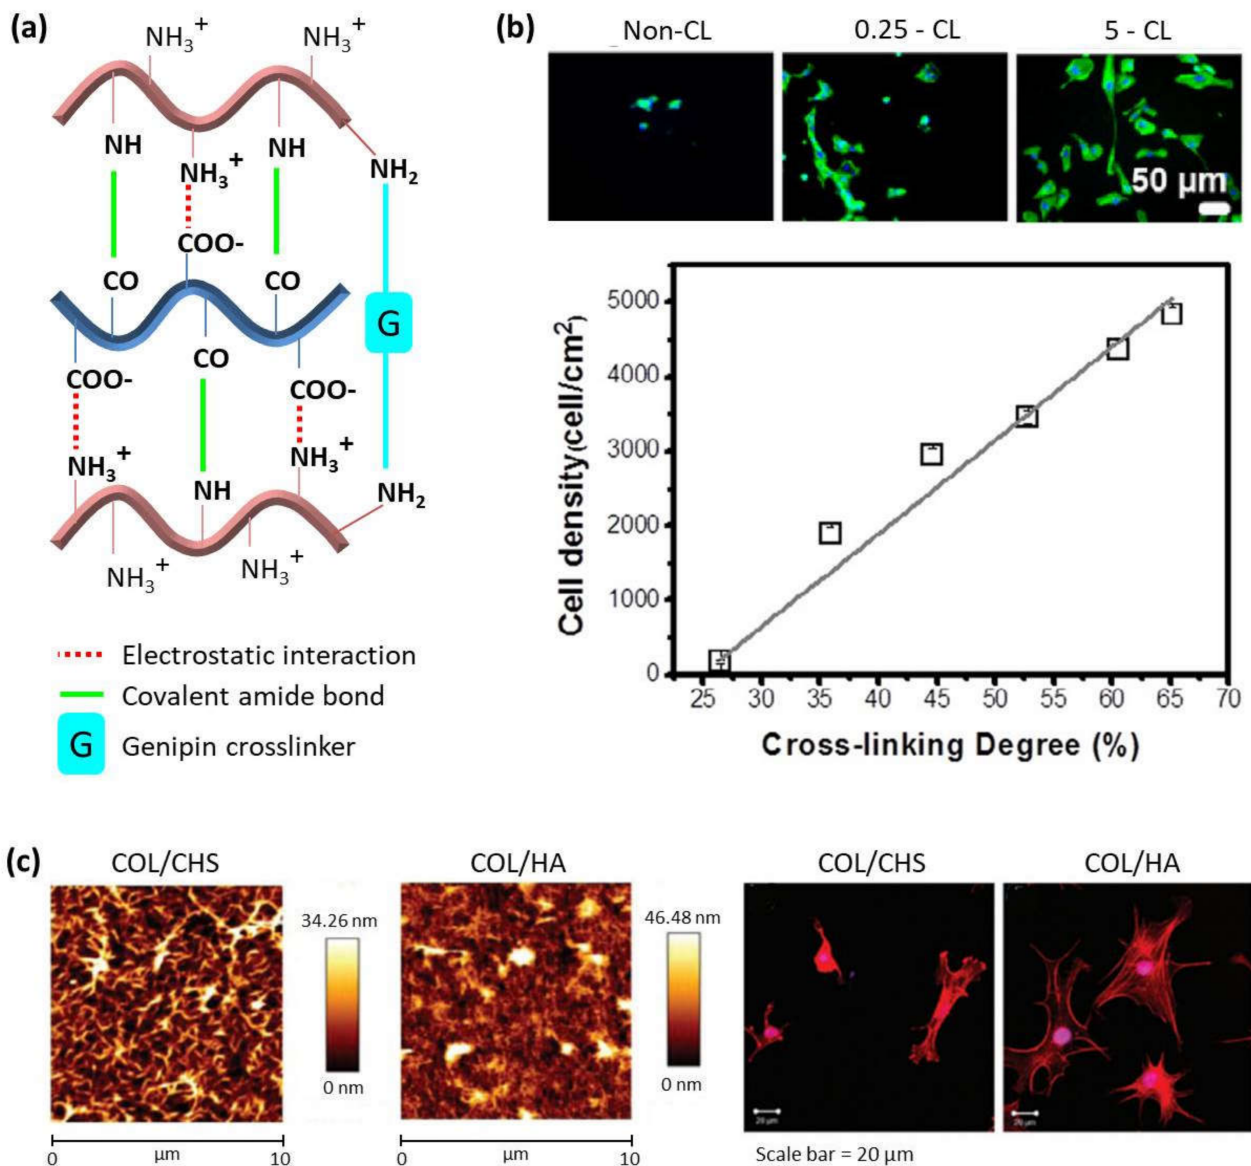 (a)
NH3+ NH3+
NH NH3+ NH NH2
CO COO- CO
G
COO- CO COO-
NH3+ NH NH3+ NH2
NH3+ NH3+
Electrostatic interaction
Covalent amide bond
G Genipin crosslinker
(b)
Non-CL 0.25 - CL 5 - CL
50 µm
Cell density(cell/cm2)
5000
4000
3000
2000
1000
0
25 30 35 40 45 50 55 60 65 70
Cross-linking Degree (%)
(c)
COL/CHS COL/HA COL/CHS COL/HA
34.26 nm 46.48 nm
0 nm 0 nm
20 µm 20 µm
0 µm 10 0 µm 10
Scale bar = 20 µm